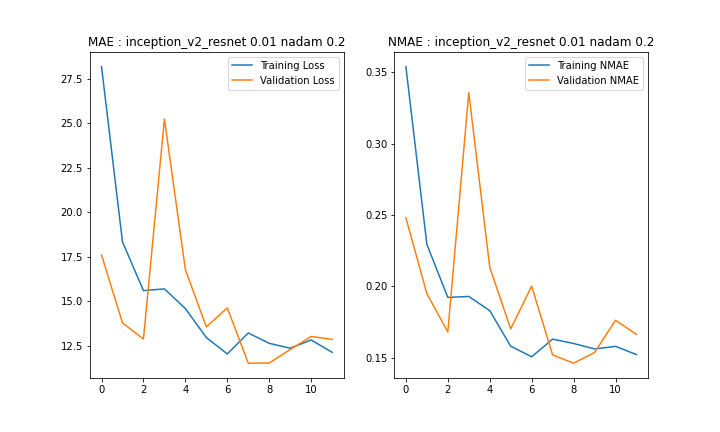 MAE : inception_v2_resnet 0.01 nadam 0.2
Training Loss
Validation Loss
27.5
25.0
22.5
20.0
17.5
15.0
12.5
0 2 4 6 8 10
NMAE : inception_v2_resnet 0.01 nadam 0.2
Training NMAE
Validation NMAE
0.35
0.30
0.25
0.20
0.15
0 2 4 6 8 10